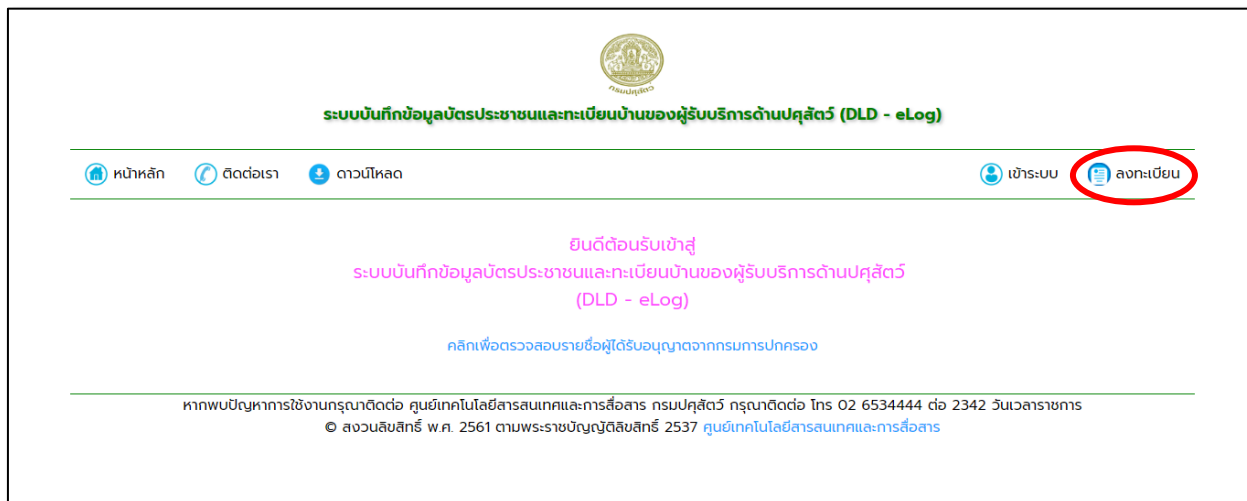 กรมปศุสัตว์
ระบบบันทึกข้อมูลบัตรประชาชนและทะเบียนบ้านของผู้รับบริการด้านปศุสัตว์ (DLD - eLog)
หน้าหลัก ติดต่อเรา ดาวน์โหลด เข้าระบบ ลงทะเบียน
ยินดีต้อนรับเข้าสู่
ระบบบันทึกข้อมูลบัตรประชาชนและทะเบียนบ้านของผู้รับบริการด้านปศุสัตว์
(DLD - eLog)
คลิกเพื่อตรวจสอบรายชื่อผู้ได้รับอนุญาตจากกรมการปกครอง
หากพบปัญหาการใช้งานกรุณาติดต่อ ศูนย์เทคโนโลยีสารสนเทศและการสื่อสาร กรมปศุสัตว์ กรุณาติดต่อ โทร 02 6534444 ต่อ 2342 วันเวลาราชการ
© สงวนลิขสิทธิ์ พ.ศ. 2561 ตามพระราชบัญญัติลิขสิทธิ์ 2537 ศูนย์เทคโนโลยีสารสนเทศและการสื่อสาร